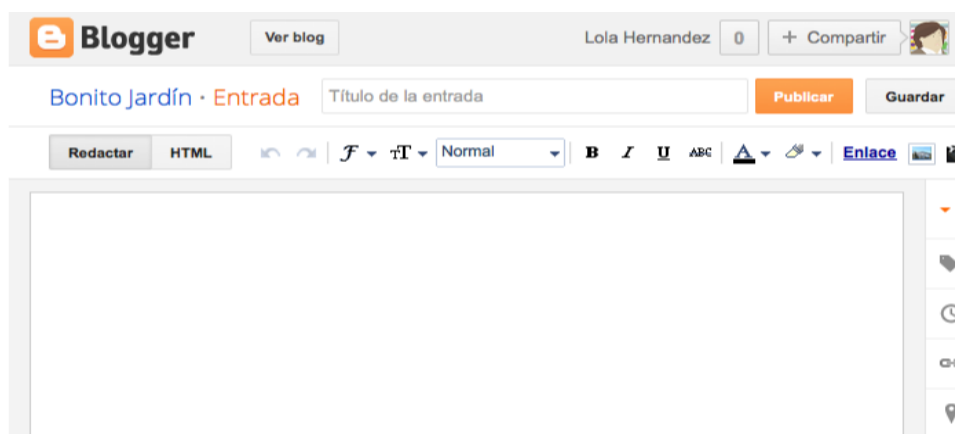 Blogger Ver blog Lola Hernandez 0 + Compartir
Bonito Jardín · Entrada Título de la entrada Publicar Guardar
Redactar HTML F TT Normal B I U ABC A Enlace